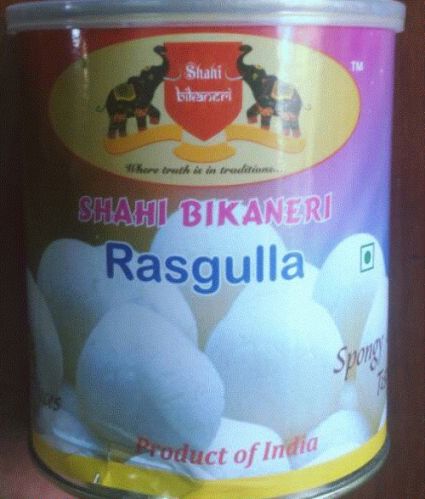 Shahi
bikaneri
TM
Where truth is in traditions...
SHAHI BIKANERI
Rasgulla
Spongy
Product of India